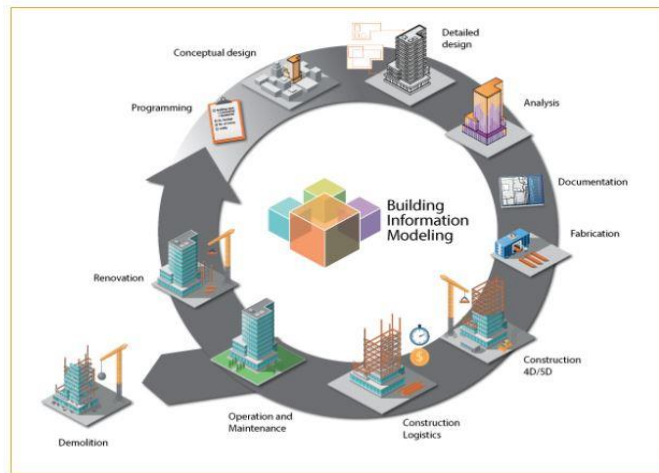 Conceptual design
Detailed
design
Programming
Analysis
Building
Information
Modeling
Documentation
Fabrication
Renovation
Construction
4D/5D
Operation and
Maintenance
Construction
Logistics
Demolition
$